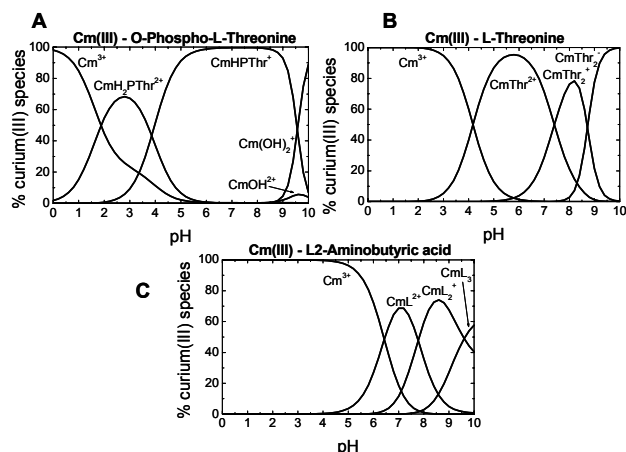 A
Cm(III) - O-Phospho-L-Threonine
% curium(III) species
100
80
60
40
20
0
Cm³⁺
CmH₂PThr²⁺
CmHPThr⁺
Cm(OH)₂⁺
CmOH²⁺
0 1 2 3 4 5 6 7 8 9 10
pH
B
Cm(III) - L-Threonine
% curium(III) species
100
80
60
40
20
0
Cm³⁺
CmThr²⁺
CmThr₂⁺
CmThr₂⁻
0 1 2 3 4 5 6 7 8 9 10
pH
C
Cm(III) - L2-Aminobutyric acid
% curium(III) species
100
80
60
40
20
0
Cm³⁺
CmL²⁺
CmL₂⁺
CmL₃
0 1 2 3 4 5 6 7 8 9 10
pH